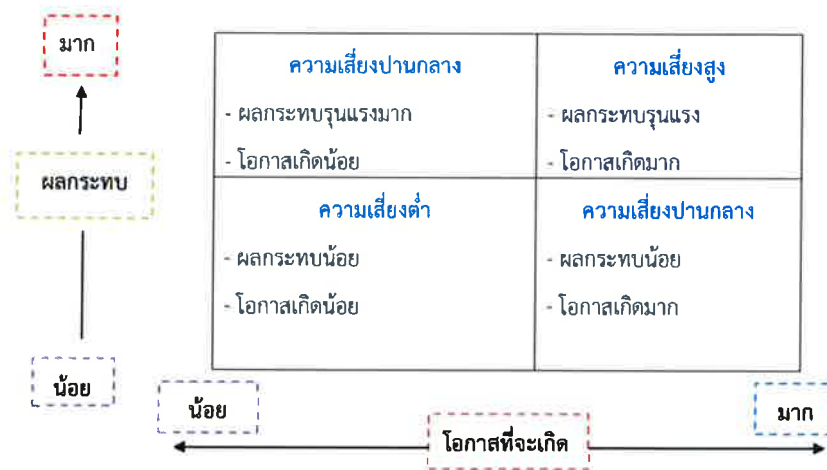 มาก
ผลกระทบ
น้อย
ความเสี่ยงปานกลาง
- ผลกระทบรุนแรงมาก
- โอกาสเกิดน้อย
ความเสี่ยงสูง
- ผลกระทบรุนแรง
- โอกาสเกิดมาก
ความเสี่ยงต่ำ
- ผลกระทบน้อย
- โอกาสเกิดน้อย
ความเสี่ยงปานกลาง
- ผลกระทบน้อย
- โอกาสเกิดมาก
น้อย
โอกาสที่จะเกิด
มาก